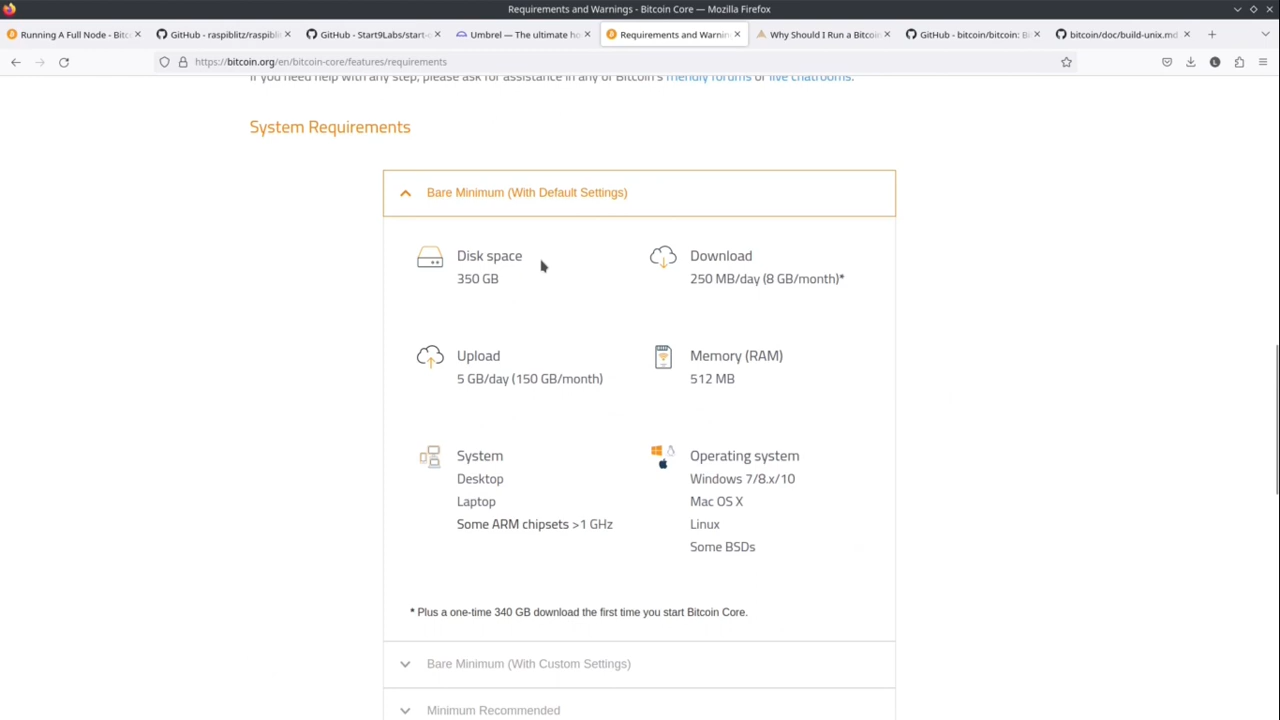 Requirements and Warnings - Bitcoin Core — Mozilla Firefox
Running A Full Node - Bitc
GitHub - raspiblitz/raspibli
GitHub - Start9Labs/start-o
Umbrel — The ultimate ho
Requirements and Warnin
Why Should I Run a Bitcoin
GitHub - bitcoin/bitcoin: Bi
bitcoin/doc/build-unix.md
https://bitcoin.org/en/bitcoin-core/features/requirements
If you need help with any step, please ask for assistance in any of Bitcoin's friendly forums or live chatrooms.
System Requirements
Bare Minimum (With Default Settings)
Disk space
350 GB
Download
250 MB/day (8 GB/month)*
Upload
5 GB/day (150 GB/month)
Memory (RAM)
512 MB
System
Desktop
Laptop
Some ARM chipsets >1 GHz
Operating system
Windows 7/8.x/10
Mac OS X
Linux
Some BSDs
* Plus a one-time 340 GB download the first time you start Bitcoin Core.
Bare Minimum (With Custom Settings)
Minimum Recommended